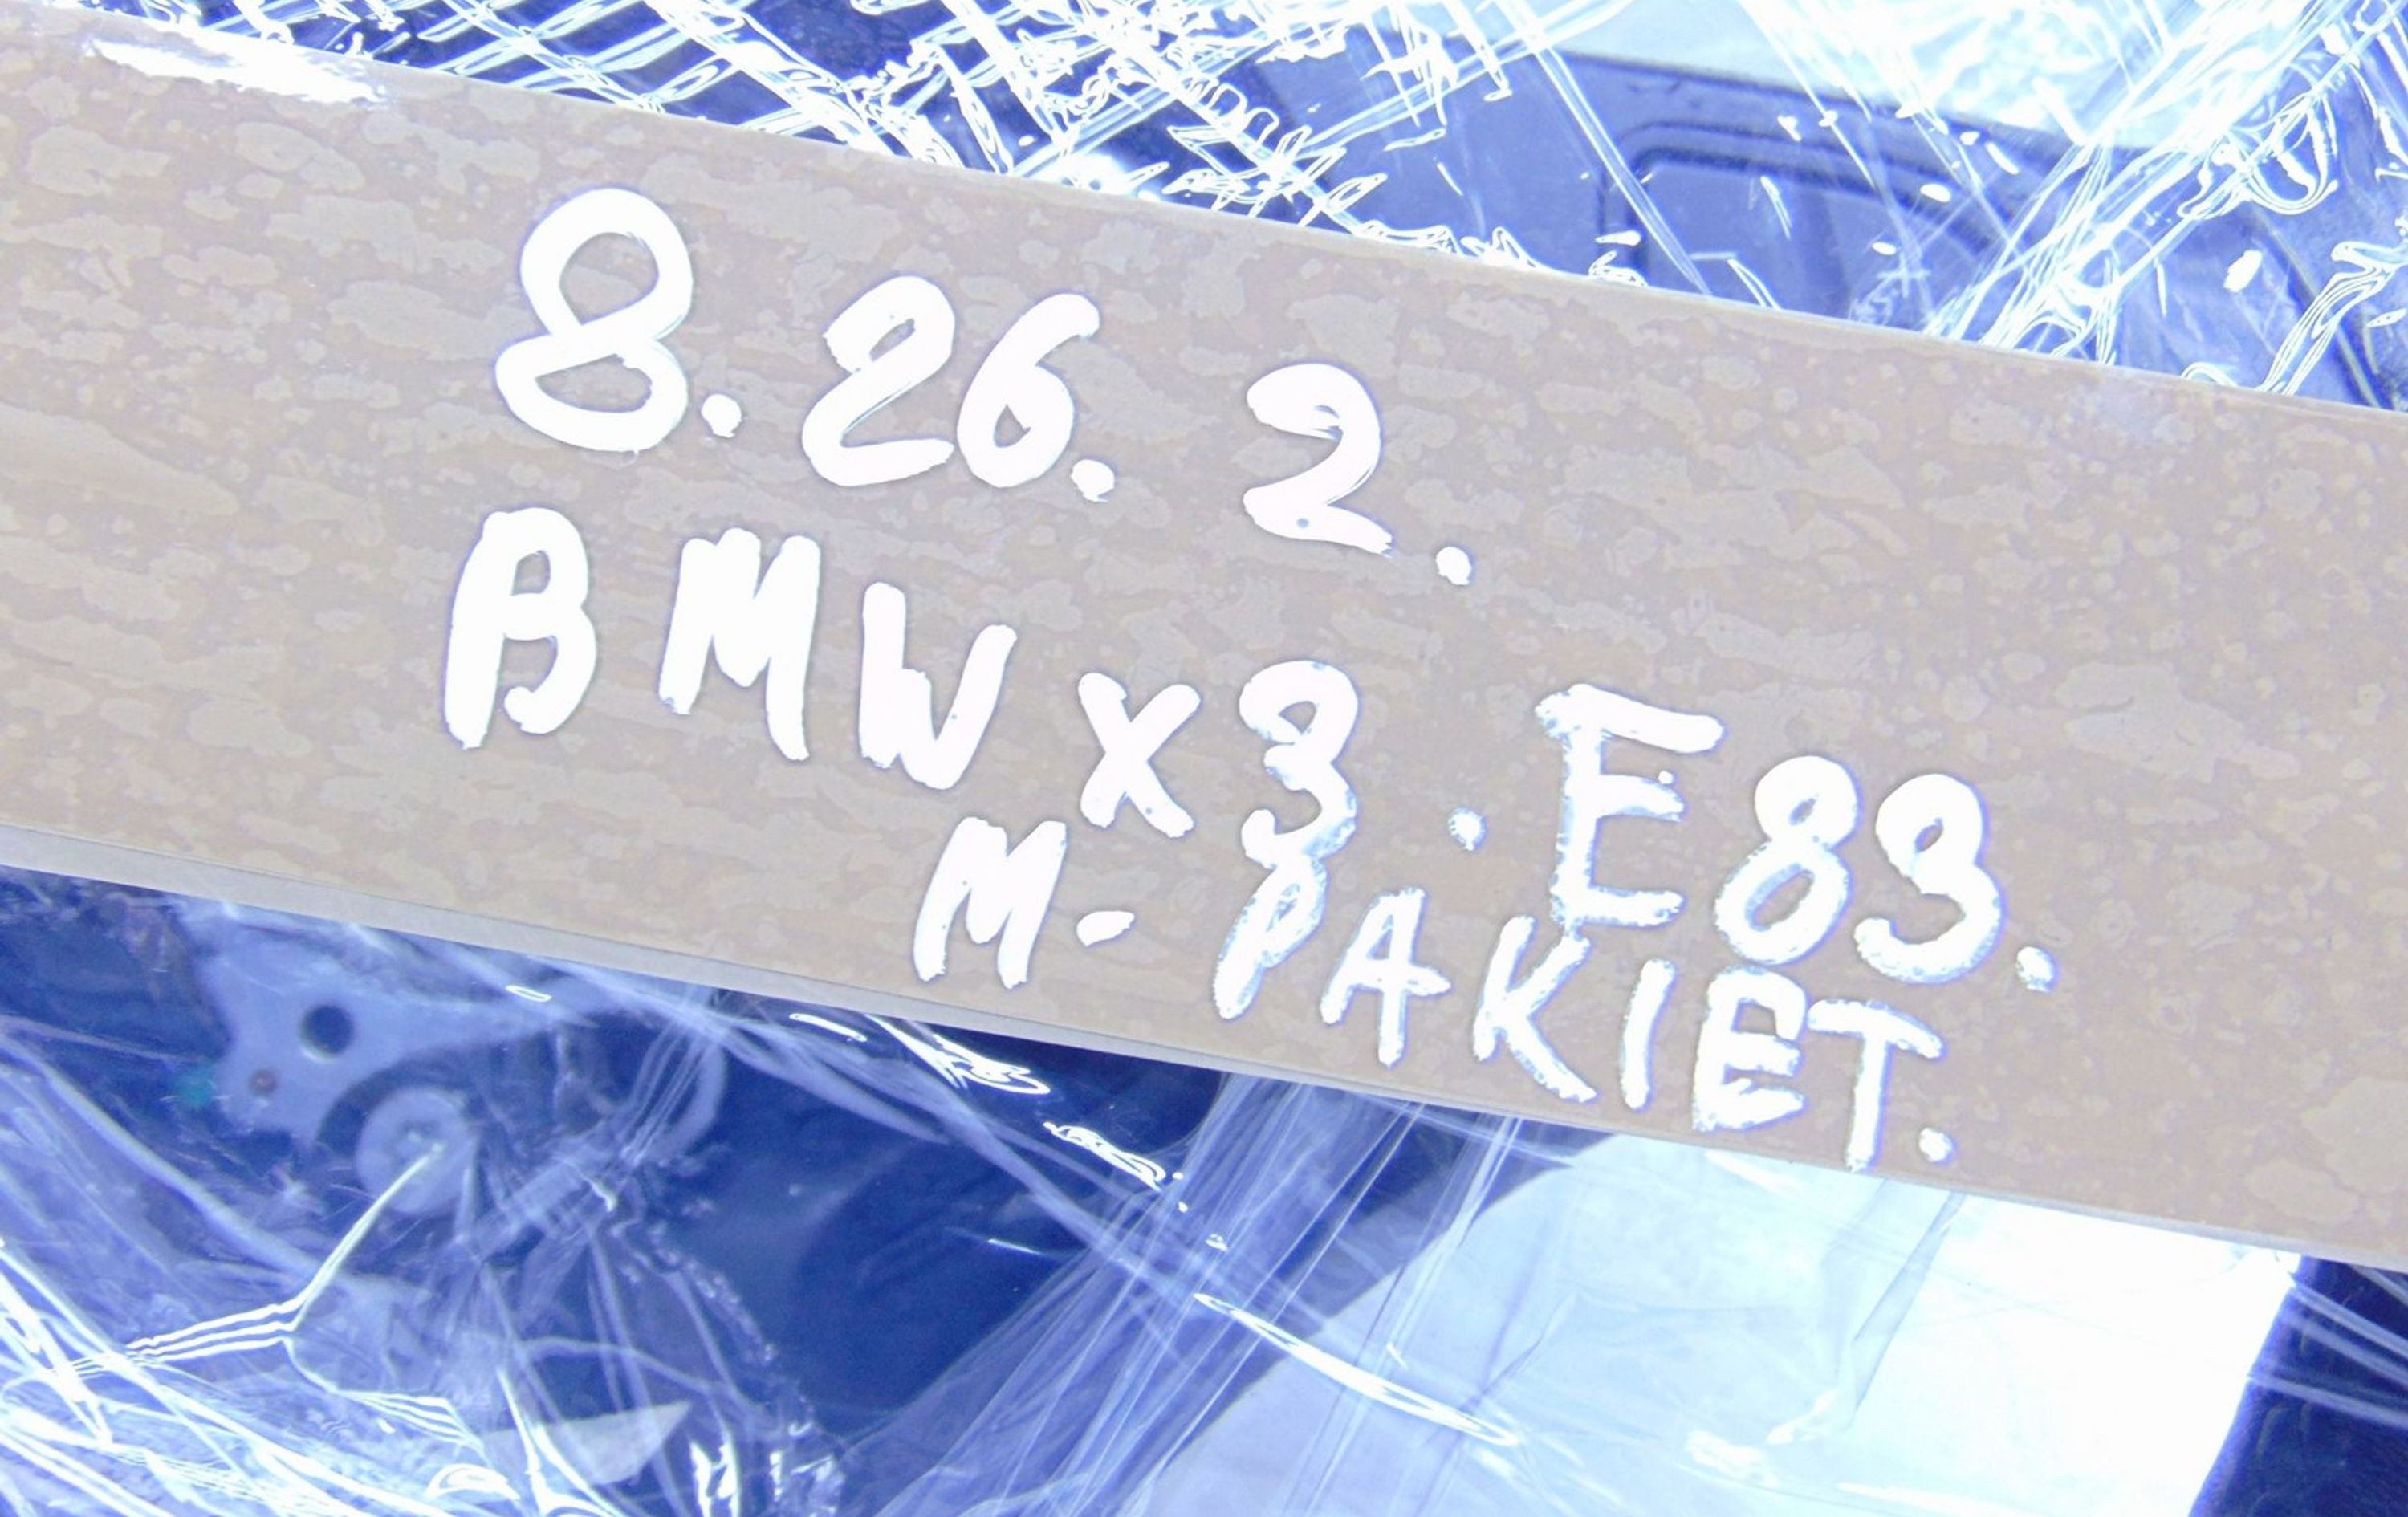 8.26. 2.
BMW X3. E83.
M-PAKIET.